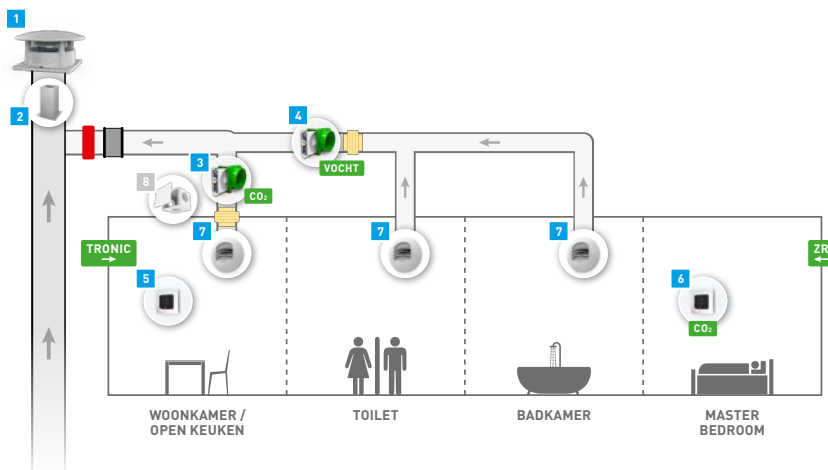 1
2
4
VOCHT
3
CO₂
8
7
7
7
TRONIC
ZR
5
6
CO₂
WOONKAMER /
OPEN KEUKEN
TOILET
BADKAMER
MASTER
BEDROOM